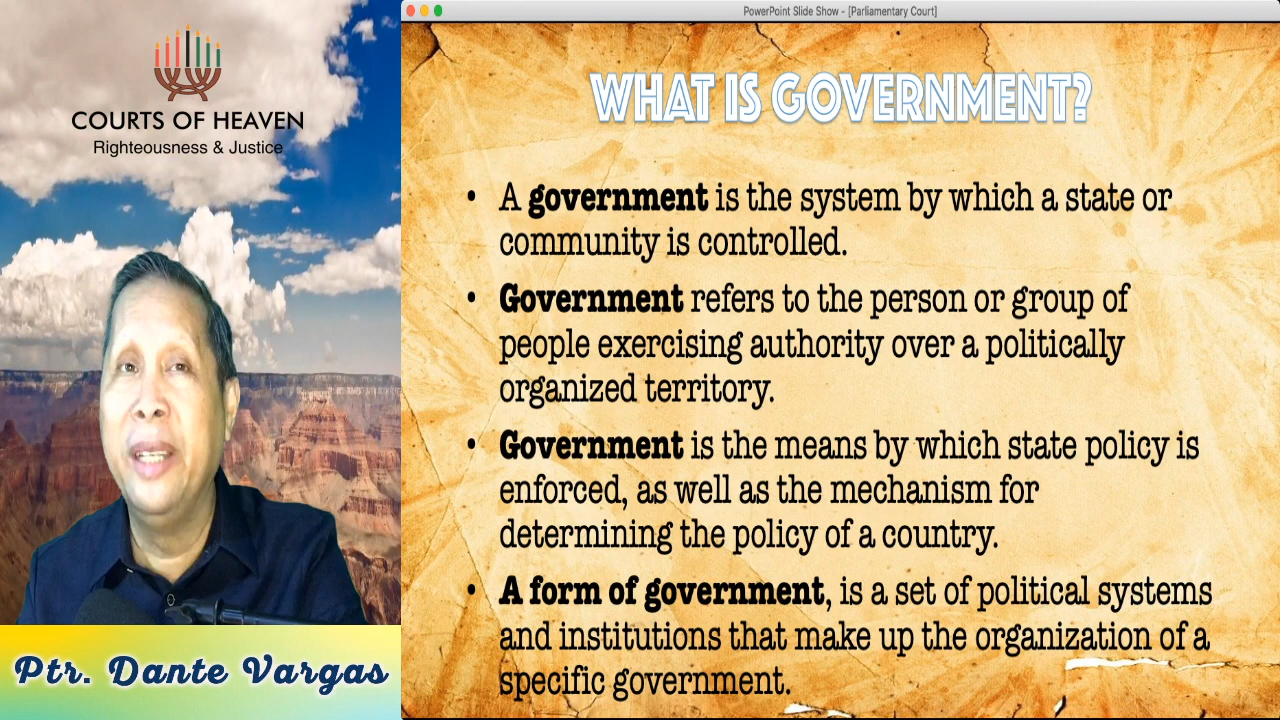 COURTS OF HEAVEN
Righteousness & Justice
Ptr. Dante Vargas
PowerPoint Slide Show - [Parliamentary Court]
WHAT IS GOVERNMENT?
• A government is the system by which a state or
community is controlled.
• Government refers to the person or group of
people exercising authority over a politically
organized territory.
• Government is the means by which state policy is
enforced, as well as the mechanism for
determining the policy of a country.
• A form of government, is a set of political systems
and institutions that make up the organization of a
specific government.